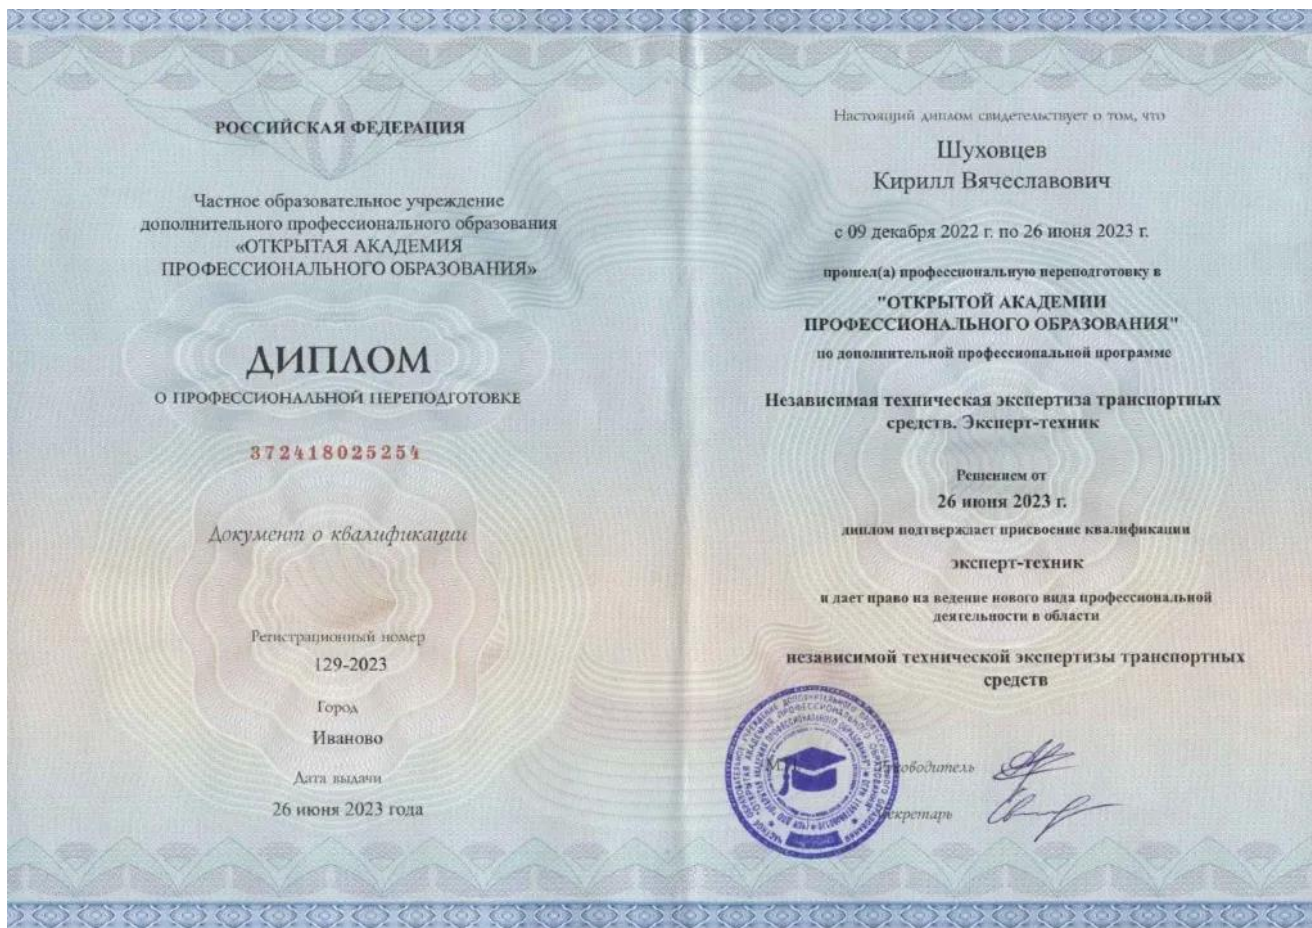 РОССИЙСКАЯ ФЕДЕРАЦИЯ
Частное образовательное учреждение
дополнительного профессионального образования
«ОТКРЫТАЯ АКАДЕМИЯ
ПРОФЕССИОНАЛЬНОГО ОБРАЗОВАНИЯ»
ДИПЛОМ
О ПРОФЕССИОНАЛЬНОЙ ПЕРЕПОДГОТОВКЕ
372418025254
Документ о квалификации
Регистрационный номер
129-2023
Город
Иваново
Дата выдачи
26 июня 2023 года
Настоящий диплом свидетельствует о том, что
Шуховцев
Кирилл Вячеславович
с 09 декабря 2022 г. по 26 июня 2023 г.
прошел(а) профессиональную переподготовку в
"ОТКРЫТОЙ АКАДЕМИИ
ПРОФЕССИОНАЛЬНОГО ОБРАЗОВАНИЯ"
по дополнительной профессиональной программе
Независимая техническая экспертиза транспортных
средств. Эксперт-техник
Решением от
26 июня 2023 г.
диплом подтверждает присвоение квалификации
эксперт-техник
и дает право на ведение нового вида профессиональной
деятельности в области
независимой технической экспертизы транспортных
средств
Руководитель
Секретарь